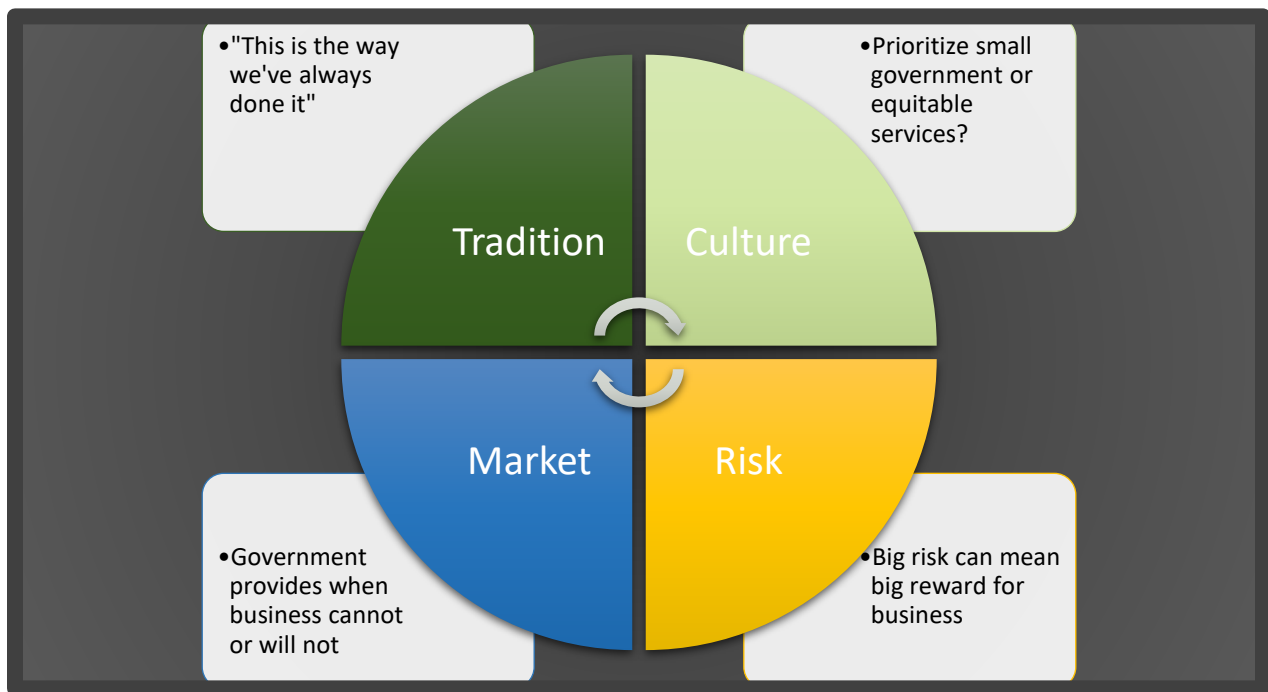 •"This is the way
we've always
done it"
•Prioritize small
government or
equitable
services?
Tradition
Culture
Market
Risk
•Government
provides when
business cannot
or will not
•Big risk can mean
big reward for
business